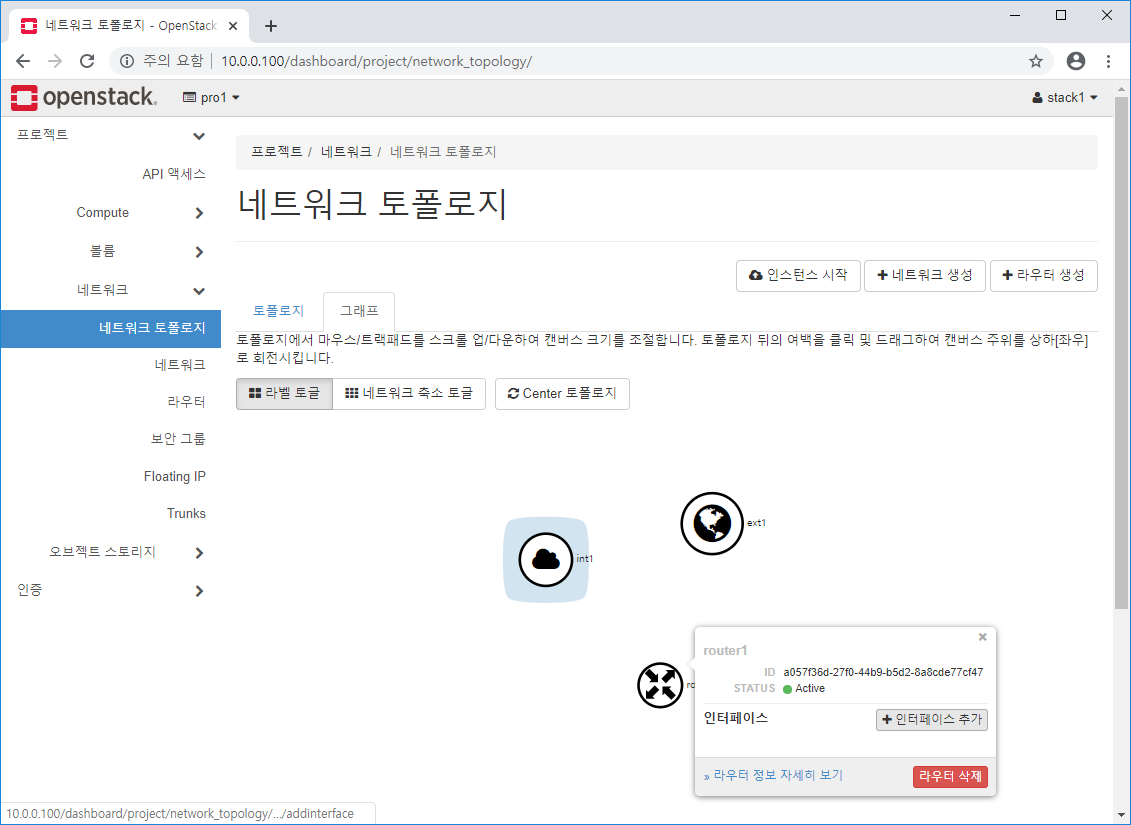 네트워크 토폴로지 - OpenStack
주의 요함 | 10.0.0.100/dashboard/project/network_topology/
openstack. pro1 stack1
프로젝트
API 액세스
Compute
볼륨
네트워크
네트워크 토폴로지
네트워크
라우터
보안 그룹
Floating IP
Trunks
오브젝트 스토리지
인증
프로젝트 / 네트워크 / 네트워크 토폴로지
네트워크 토폴로지
인스턴스 시작 +네트워크 생성 +라우터 생성
토폴로지 그래프
토폴로지에서 마우스/트랙패드를 스크롤 업/다운하여 캔버스 크기를 조절합니다. 토폴로지 뒤의 여백을 클릭 및 드래그하여 캔버스 주위를 상하[좌우]
로 회전시킵니다.
라벨 토글 네트워크 축소 토글 Center 토폴로지
ext1
int1
ro
router1
ID a057f36d-27f0-44b9-b5d2-8a8cde77cf47
STATUS Active
인터페이스 +인터페이스 추가
» 라우터 정보 자세히 보기 라우터 삭제
10.0.0.100/dashboard/project/network_topology/.../addinterface